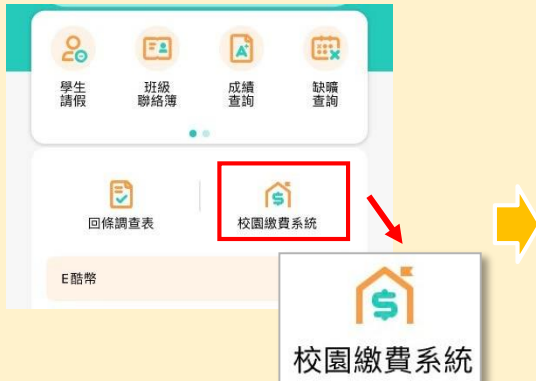 學生 班級 成績 缺曠
請假 聯絡簿 查詢 查詢
回條調查表 校園繳費系統
E酷幣
校園繳費系統